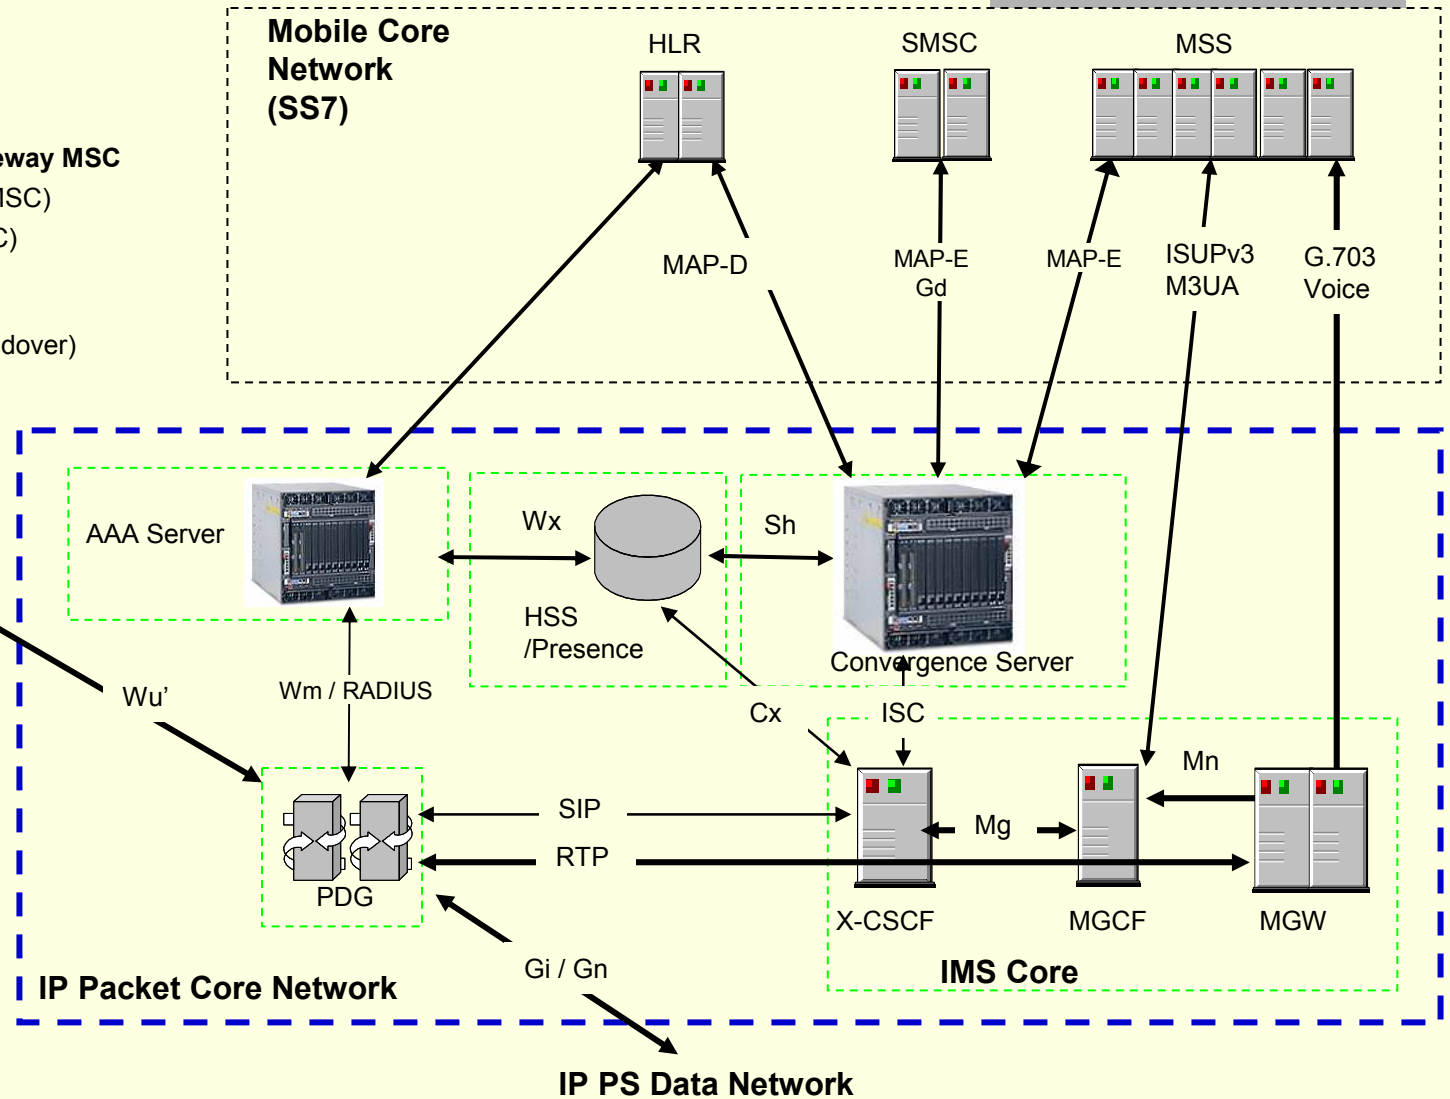 Mobile Core
Network
(SS7)
HLR
SMSC
MSS
eway MSC
MSC)
C)
dover)
MAP-D
MAP-E
Gd
MAP-E
ISUPv3
M3UA
G.703
Voice
AAA Server
Wx
HSS
/Presence
Sh
Convergence Server
Wu’
Wm / RADIUS
Cx
ISC
Mn
SIP
Mg
RTP
PDG
X-CSCF
MGCF
MGW
Gi / Gn
IMS Core
IP Packet Core Network
IP PS Data Network